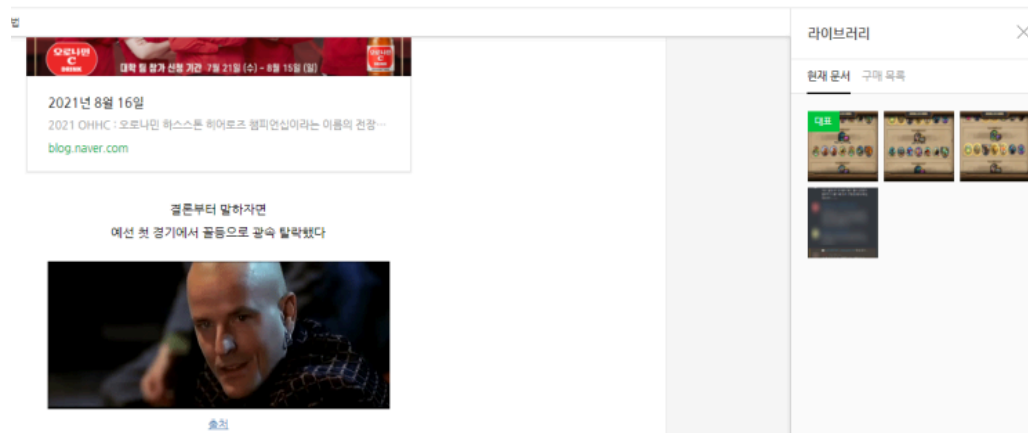 법
라이브러리
현재 문서 구매 목록
대표
오로나민
C
DRINK
대학 팀 참가 신청 기간 7월 21일 (수) ~ 8월 15일 (일)
2021년 8월 16일
2021 OHHC : 오로나민 하스스톤 히어로즈 챔피언십이라는 이름의 전장…
blog.naver.com
결론부터 말하자면
예선 첫 경기에서 꼴등으로 광속 탈락했다
출처